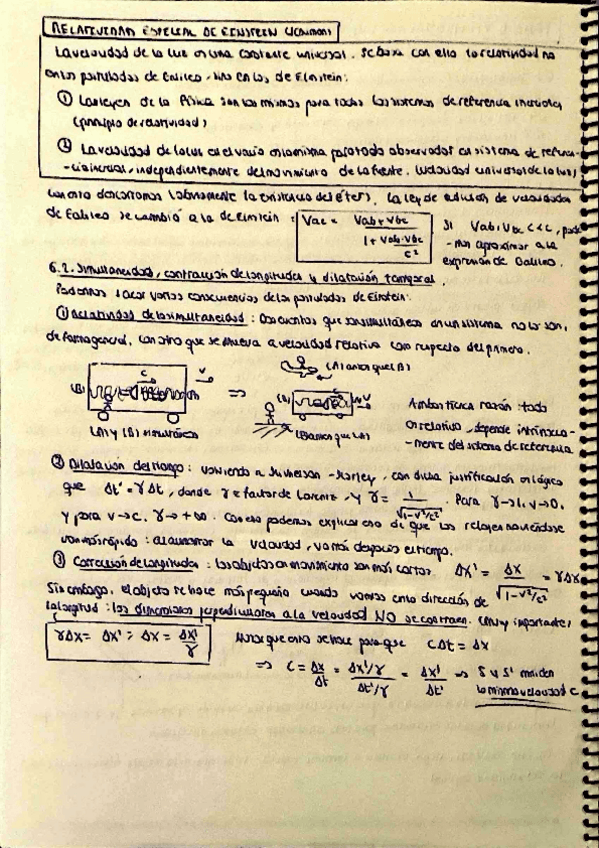 RELATIVIDAD ESPECIAL DE EINSTEIN
La velocidad de la luz es una constante universal. Se basa con ello la relatividad no
en los postulados de Galileo, sino en los de Einstein:
① Las leyes de la Física son las mismas para todos los sistemas de referencia inerciales
(principio de relatividad)
② La velocidad de la luz en el vacío es la misma para todo observador en sistema de referen-
-cia inercial, independientemente del movimiento de la fuente. (velocidad universal de la luz)
Con esto descartamos la existencia del éter. La ley de adición de velocidades
de Galileo se cambió a la de Einstein: Vac = (Vab + Vbc) / (1 + Vab·Vbc / c²)
Si Vab, Vbc << c, pode-
-mos aproximar a la
expresión de Galileo.
6.2. Simultaneidad, contracción de longitudes y dilatación temporal.
Podemos sacar varias consecuencias de los postulados de Einstein:
① Relatividad de la simultaneidad: Dos eventos que son simultáneos en un sistema no lo son,
de forma general, con otro que se mueva a velocidad relativa con respecto del primero.
(B) c v ⇒
(A) antes que (B)
(B) v
(A) y (B) simultáneos
(B) antes que (A)
Ambos tienen razón: todo
es relativo, depende intrínseca-
-mente del sistema de referencia.
② Dilatación del tiempo: volviendo a Michelson-Morley, con dicha justificación es lógico
que Δt' = γΔt, donde γ es factor de Lorentz, y γ = 1/√(1-v²/c²). Para γ→1, v→0,
y para v→c, γ→+∞. Con eso podemos explicar eso de que los relojes moviéndose
van más rápido: al aumentar la velocidad, va más despacio el tiempo.
③ Contracción de longitudes: los objetos en movimiento son más cortos. Δx' = Δx/√(1-v²/c²) = γΔx
Sin embargo, el objeto se hace más pequeño cuando vamos en to dirección de
la longitud: las dimensiones perpendiculares a la velocidad NO se contraen. (muy importante)
γΔx = Δx' ; Δx = Δx'/γ
que esto se hace para que cΔt = Δx
⇒ c = Δx/Δt = (Δx'/γ)/(Δt'/γ) = Δx'/Δt' ⇒ S y S' miden
la misma velocidad c